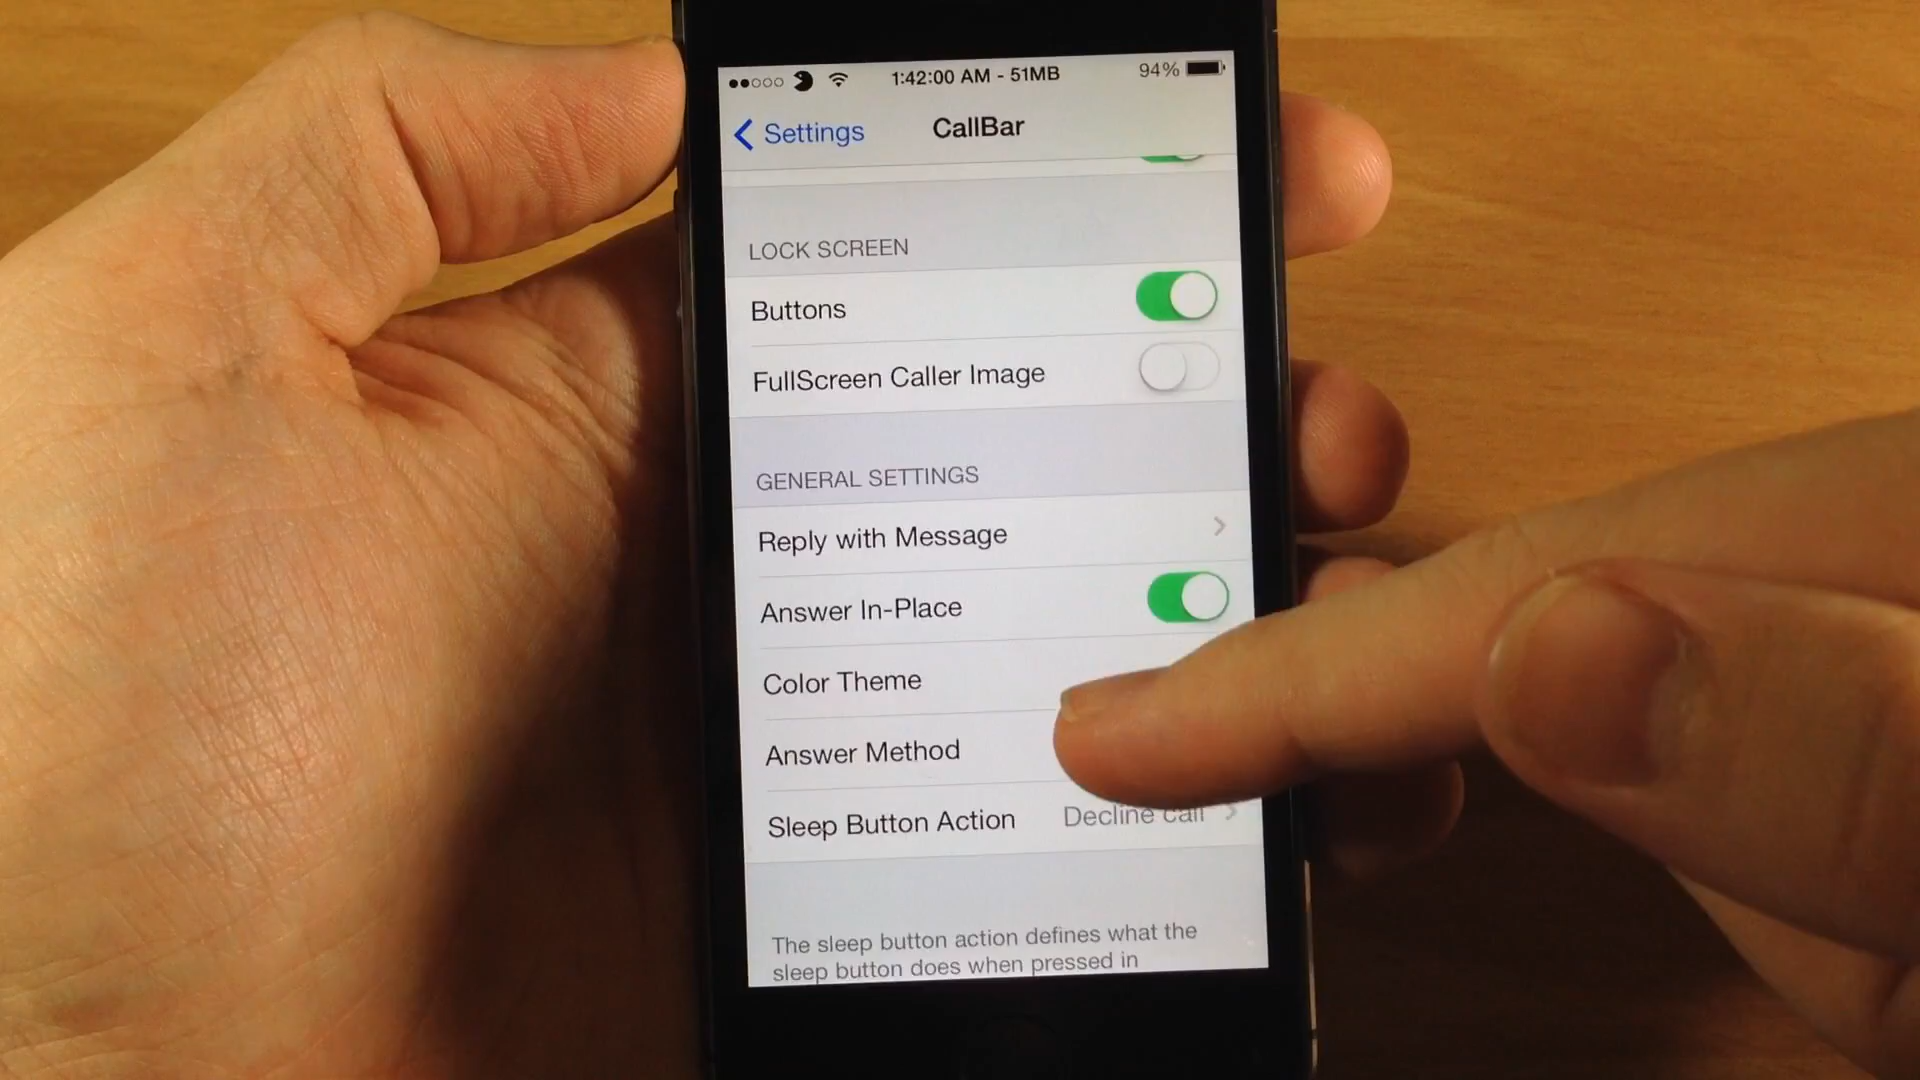 1:42:00 AM - 51MB
94%
Settings
CallBar
LOCK SCREEN
Buttons
FullScreen Caller Image
GENERAL SETTINGS
Reply with Message
Answer In-Place
Color Theme
Answer Method
Sleep Button Action Decline call
The sleep button action defines what the
sleep button does when pressed in